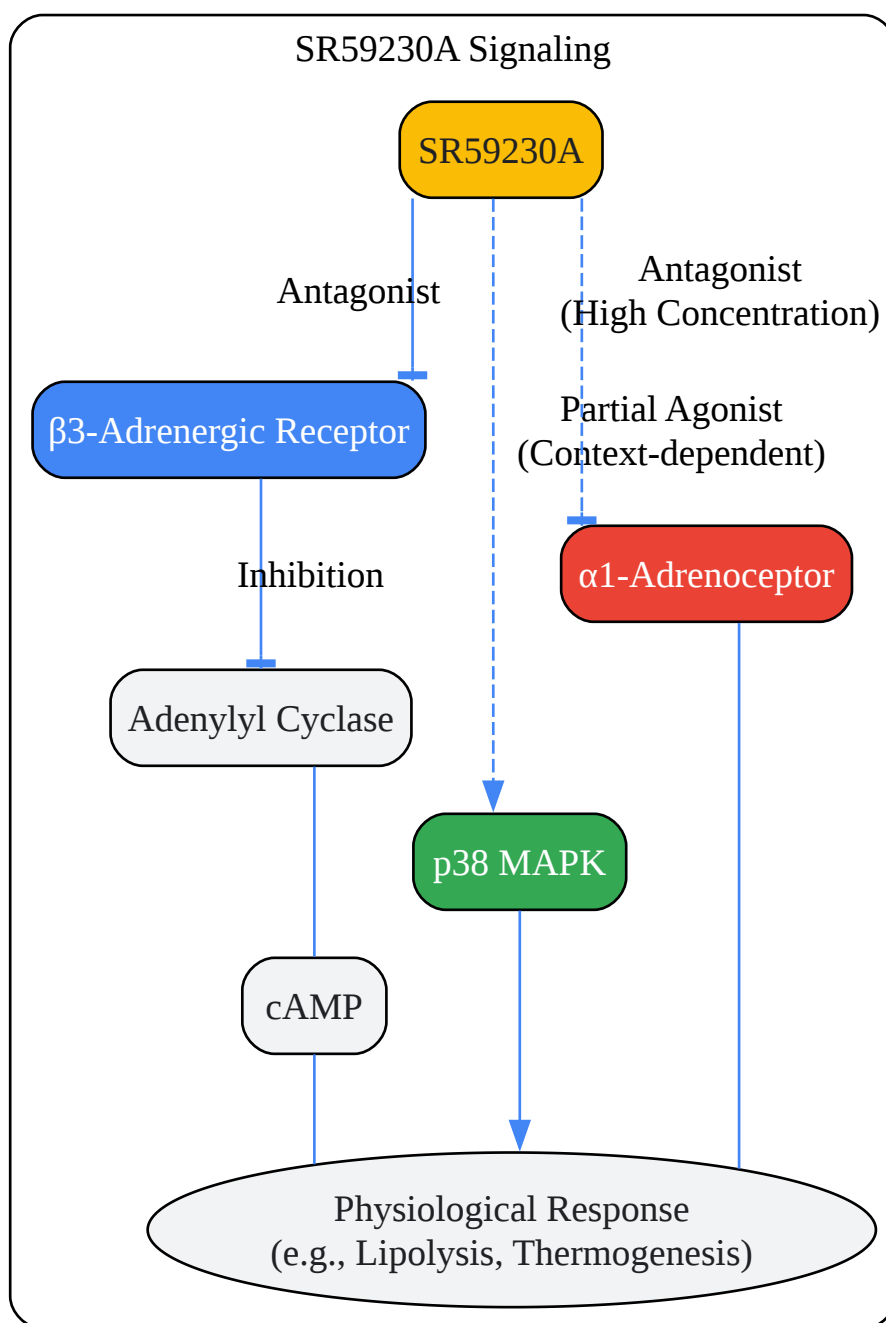 SR59230A Signaling
SR59230A
Antagonist
Antagonist
(High Concentration)
β3-Adrenergic Receptor
Partial Agonist
(Context-dependent)
Inhibition
α1-Adrenoceptor
Adenylyl Cyclase
p38 MAPK
cAMP
Physiological Response
(e.g., Lipolysis, Thermogenesis)